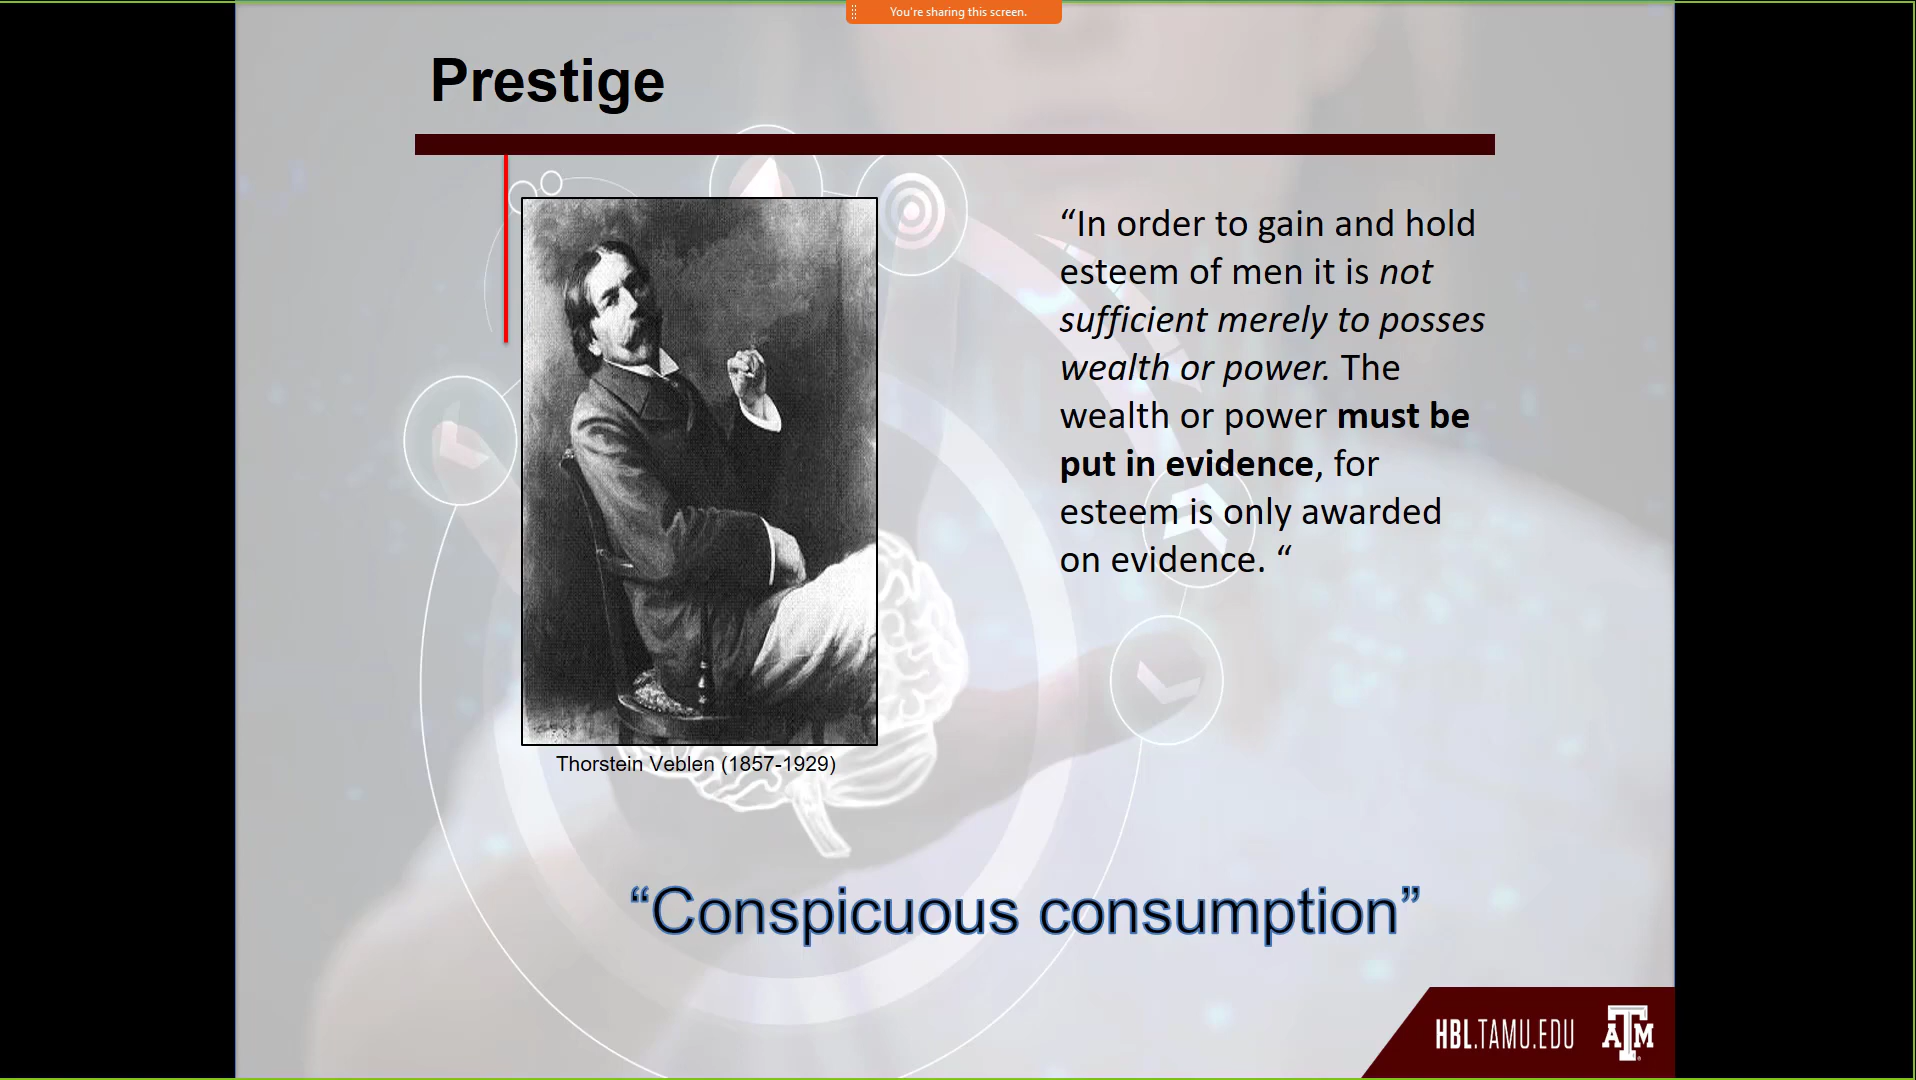 You're sharing this screen.
Prestige
“In order to gain and hold
esteem of men it is not
sufficient merely to posses
wealth or power. The
wealth or power must be
put in evidence, for
esteem is only awarded
on evidence. “
Thorstein Veblen (1857-1929)
“Conspicuous consumption”
HBL.TAMU.EDU
ATM